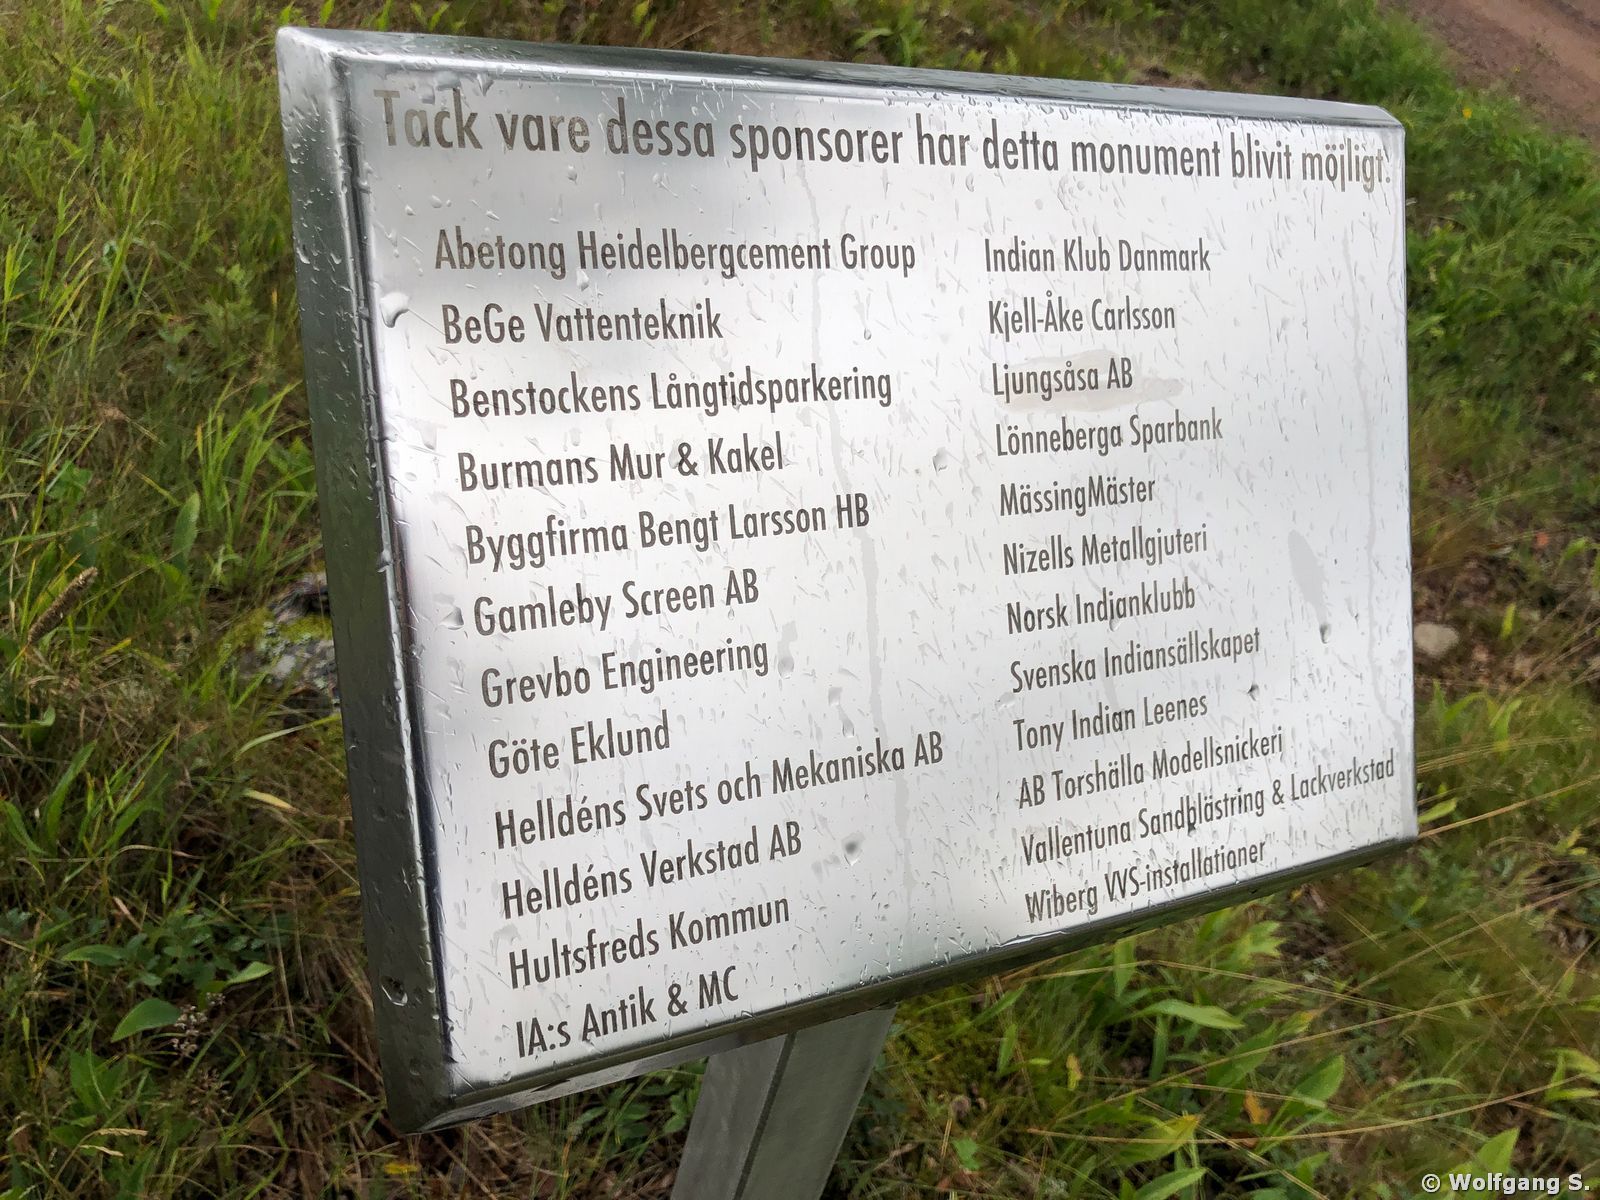 Tack vare dessa sponsorer har detta monument blivit möjligt.
Abetong Heidelbergcement Group
BeGe Vattenteknik
Benstockens Långtidsparkering
Burmans Mur & Kakel
Byggfirma Bengt Larsson HB
Gamleby Screen AB
Grevbo Engineering
Göte Eklund
Helldéns Svets och Mekaniska AB
Helldéns Verkstad AB
Hultsfreds Kommun
IA:s Antik & MC
Indian Klub Danmark
Kjell-Åke Carlsson
Ljungsåsa AB
Lönneberga Sparbank
MässingMäster
Nizells Metallgjuteri
Norsk Indianklubb
Svenska Indiansällskapet
Tony Indian Leenes
AB Torshälla Modellsnickeri
Vallentuna Sandblästring & Lackverkstad
Wiberg VVS-installationer
© Wolfgang S.